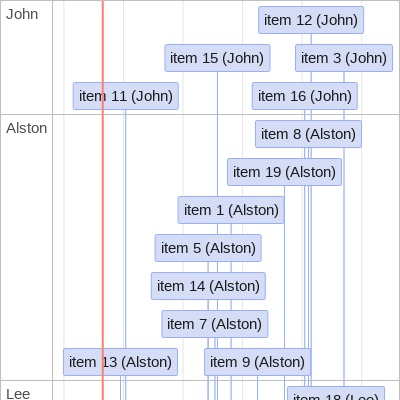 John
item 12 (John)
item 15 (John)
item 3 (John)
item 11 (John)
item 16 (John)
Alston
item 8 (Alston)
item 19 (Alston)
item 1 (Alston)
item 5 (Alston)
item 14 (Alston)
item 7 (Alston)
item 13 (Alston)
item 9 (Alston)
Lee
item 18 (Lee)